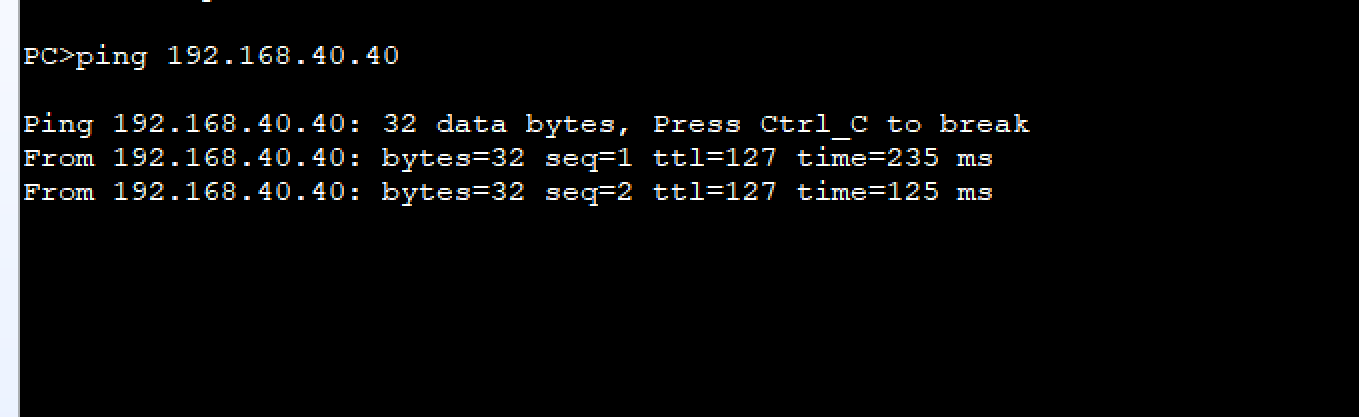 PC>ping 192.168.40.40
Ping 192.168.40.40: 32 data bytes, Press Ctrl_C to break
From 192.168.40.40: bytes=32 seq=1 ttl=127 time=235 ms
From 192.168.40.40: bytes=32 seq=2 ttl=127 time=125 ms